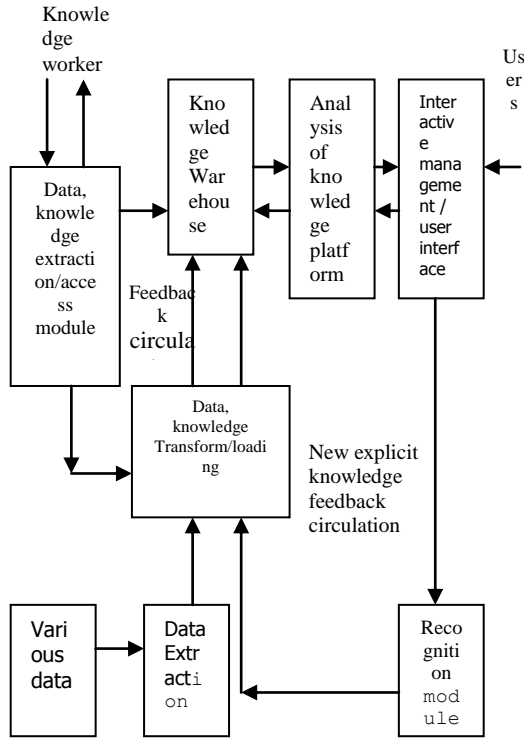 Knowle
dge
worker
Us
er
s
Kno
wled
ge
War
ehou
se
Anal
ysis
of
kno
wled
ge
platf
orm
Inter
activ
e
mana
geme
nt /
user
interf
ace
Data,
knowle
dge
extracti
on/acce
ss
module
Feedbac
k
circula
Data,
knowledge
Transform/loadi
ng
New explicit
knowledge
feedback
circulation
Vari
ous
data
Data
Extr
acti
on
Reco
gniti
on
mod
ule